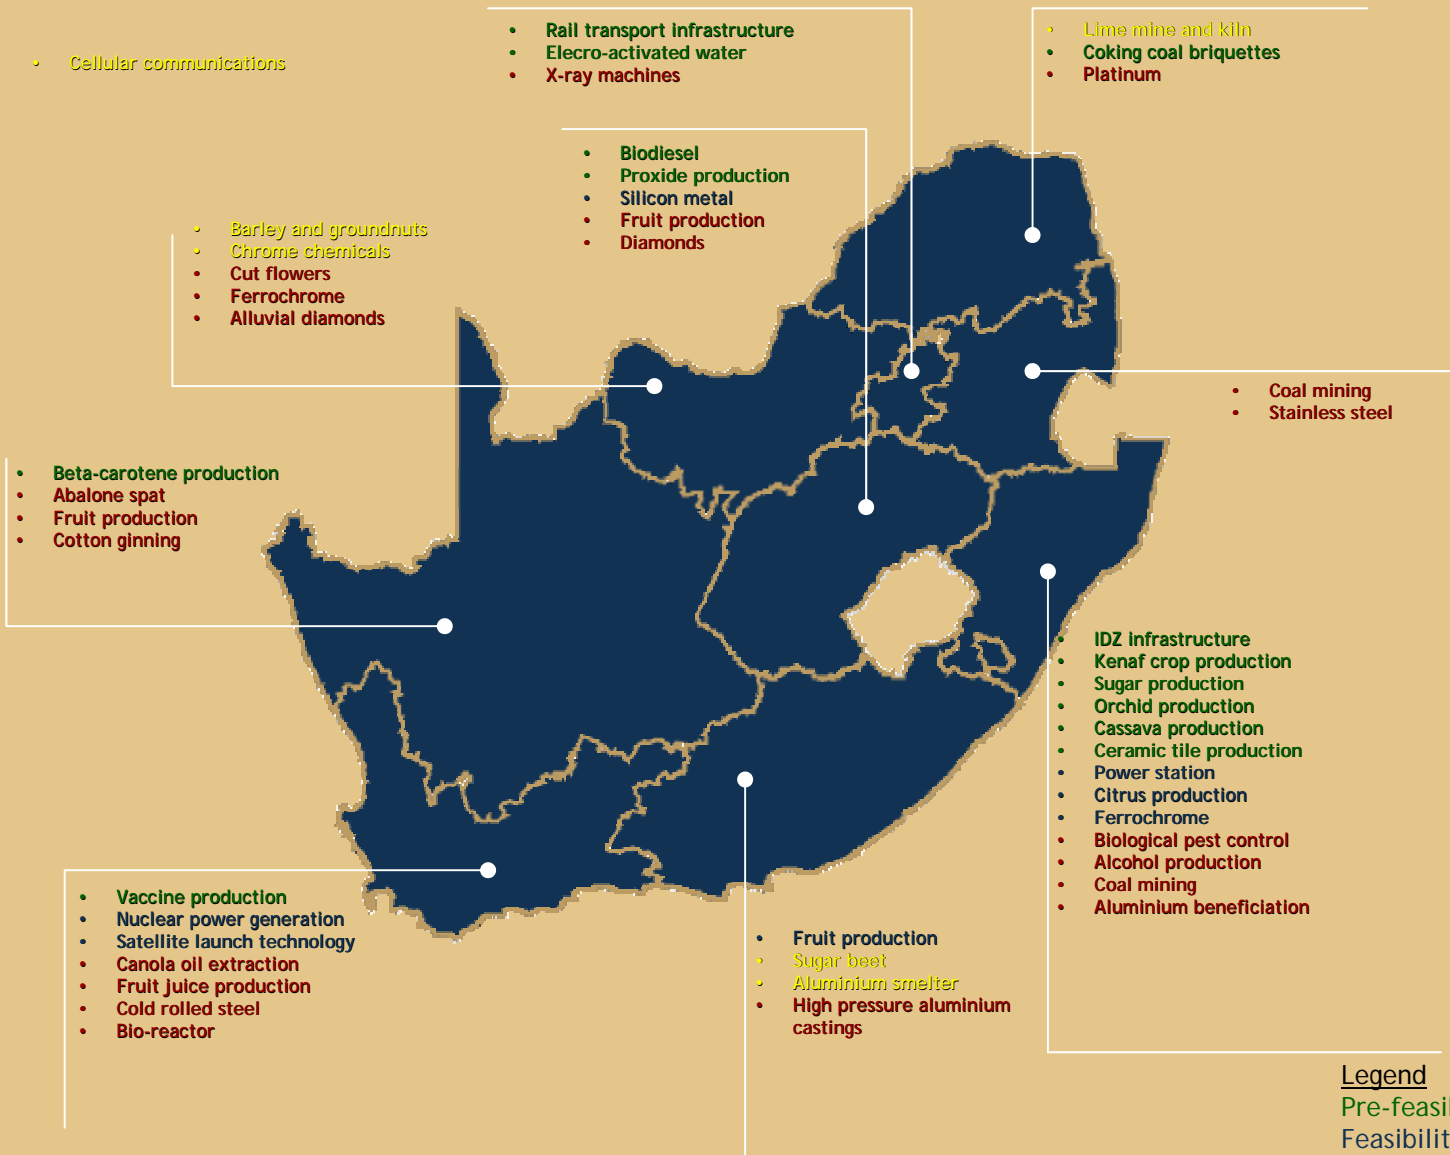 Cellular communications
Rail transport infrastructure
Elecro-activated water
X-ray machines
Lime mine and kiln
Coking coal briquettes
Platinum
Biodiesel
Proxide production
Silicon metal
Fruit production
Diamonds
Barley and groundnuts
Chrome chemicals
Cut flowers
Ferrochrome
Alluvial diamonds
Coal mining
Stainless steel
Beta-carotene production
Abalone spat
Fruit production
Cotton ginning
IDZ infrastructure
Kenaf crop production
Sugar production
Orchid production
Cassava production
Ceramic tile production
Power station
Citrus production
Ferrochrome
Biological pest control
Alcohol production
Coal mining
Aluminium beneficiation
Vaccine production
Nuclear power generation
Satellite launch technology
Canola oil extraction
Fruit juice production
Cold rolled steel
Bio-reactor
Fruit production
Sugar beet
Aluminium smelter
High pressure aluminium
castings
Legend
Pre-feasi
Feasibilit